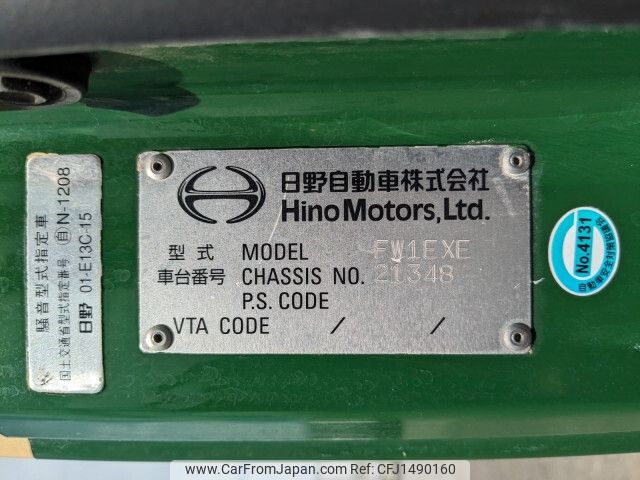 日野自動車株式会社
Hino Motors, Ltd.
型式 MODEL FW1EXE
車台番号 CHASSIS NO. 21348
P.S. CODE
VTA CODE / /
騒音型式指定車
国土交通省型式指定番号 (自)N-1208
日野 01-E13C-15
No.4131
www.CarFromJapan.com - Car From Japan - CFJ1490160